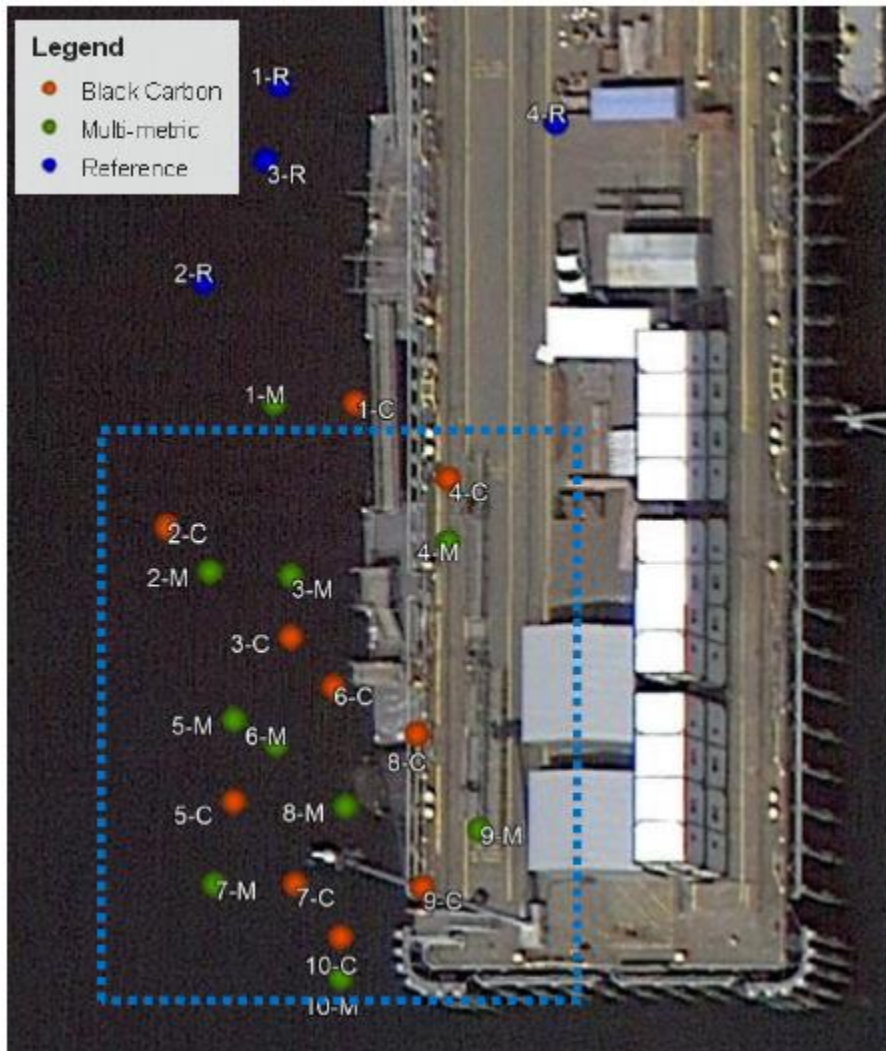 Legend
Black Carbon
Multi-metric
Reference
1-R
4-R
3-R
2-R
1-M
1-C
4-C
2-C
4-M
2-M
3-M
3-C
6-C
5-M
6-M
8-C
5-C
8-M
9-M
7-M
7-C
9-C
10-C
10-M